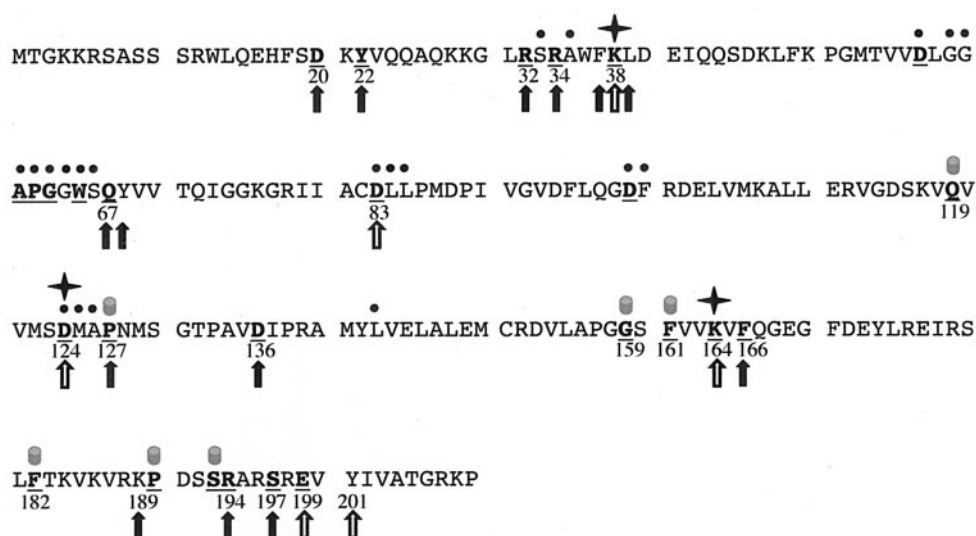 MTGKKRSASS SRWLQEHFSD KYVQQAQKKG LRSRAWFKLD EIQQSDKLFK PGMTVVDLGG
20 22 32 34 38
APGGWSQYVV TQIGGKGRII ACDLLPMDPI VGVDFLQGDF RDELVMKALL ERVGDSKVQV
67 83 119
VMSDMAPNMS GTPAVDIPRA MYLVELALEM CRDVLAPGGS FVVKVFQGEG FDEYLREIRS
124 127 136 159 161 164 166
LFTKVKVRKP DSSRARSREV YIVATGRKP
182 189 194 197 199 201